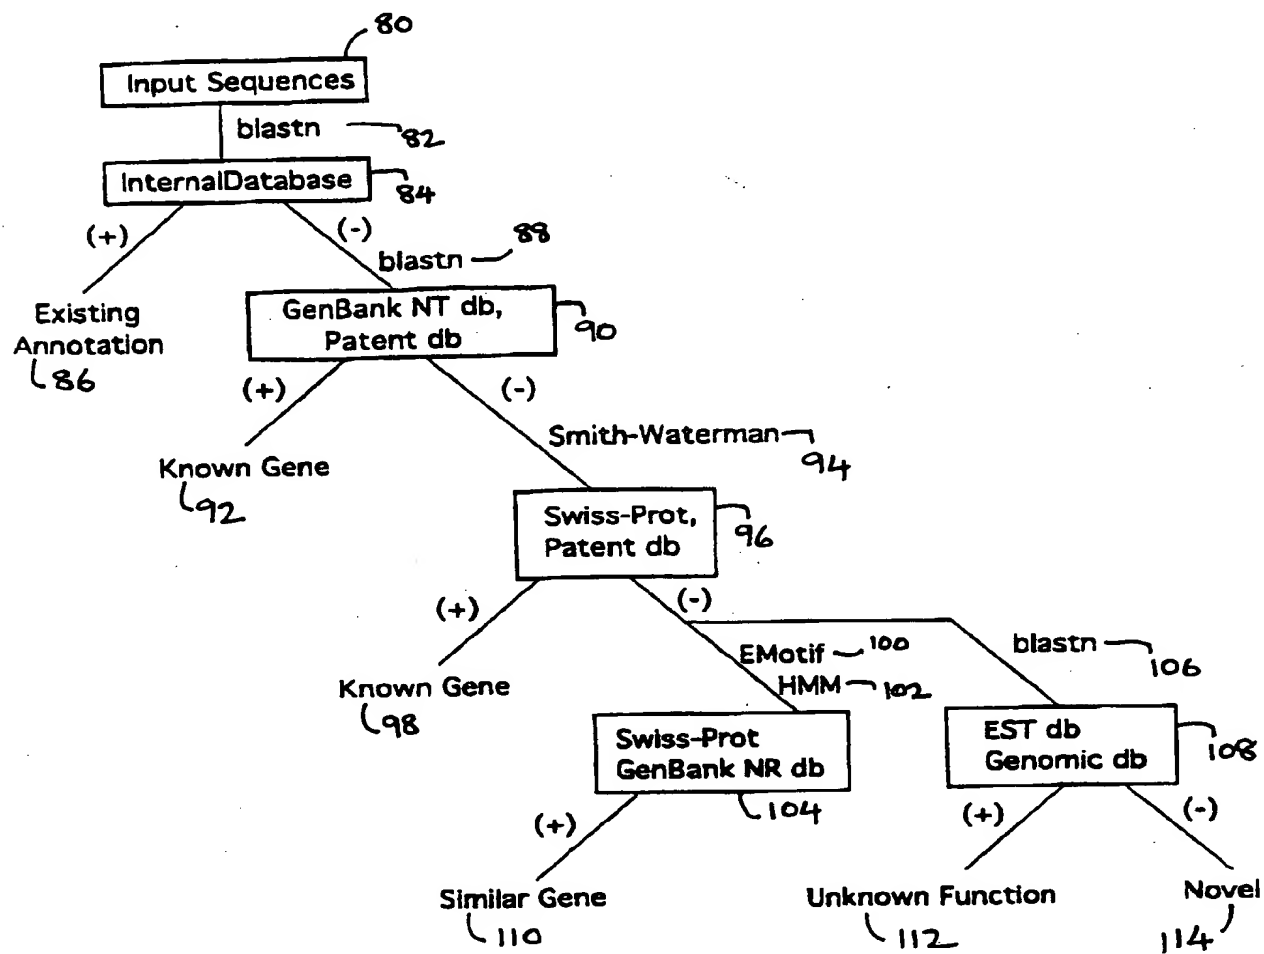 80
Input Sequences
blastn
82
InternalDatabase
84
(+)
(-)
88
blastn
Existing
Annotation
86
GenBank NT db,
Patent db
90
(+)
(-)
Smith-Waterman
94
Known Gene
92
Swiss-Prot,
Patent db
96
(+)
(-)
EMotif
100
HMM
102
blastn
106
Known Gene
98
Swiss-Prot
GenBank NR db
104
EST db
Genomic db
108
(+)
(+)
(-)
Similar Gene
110
Unknown Function
112
Novel
114